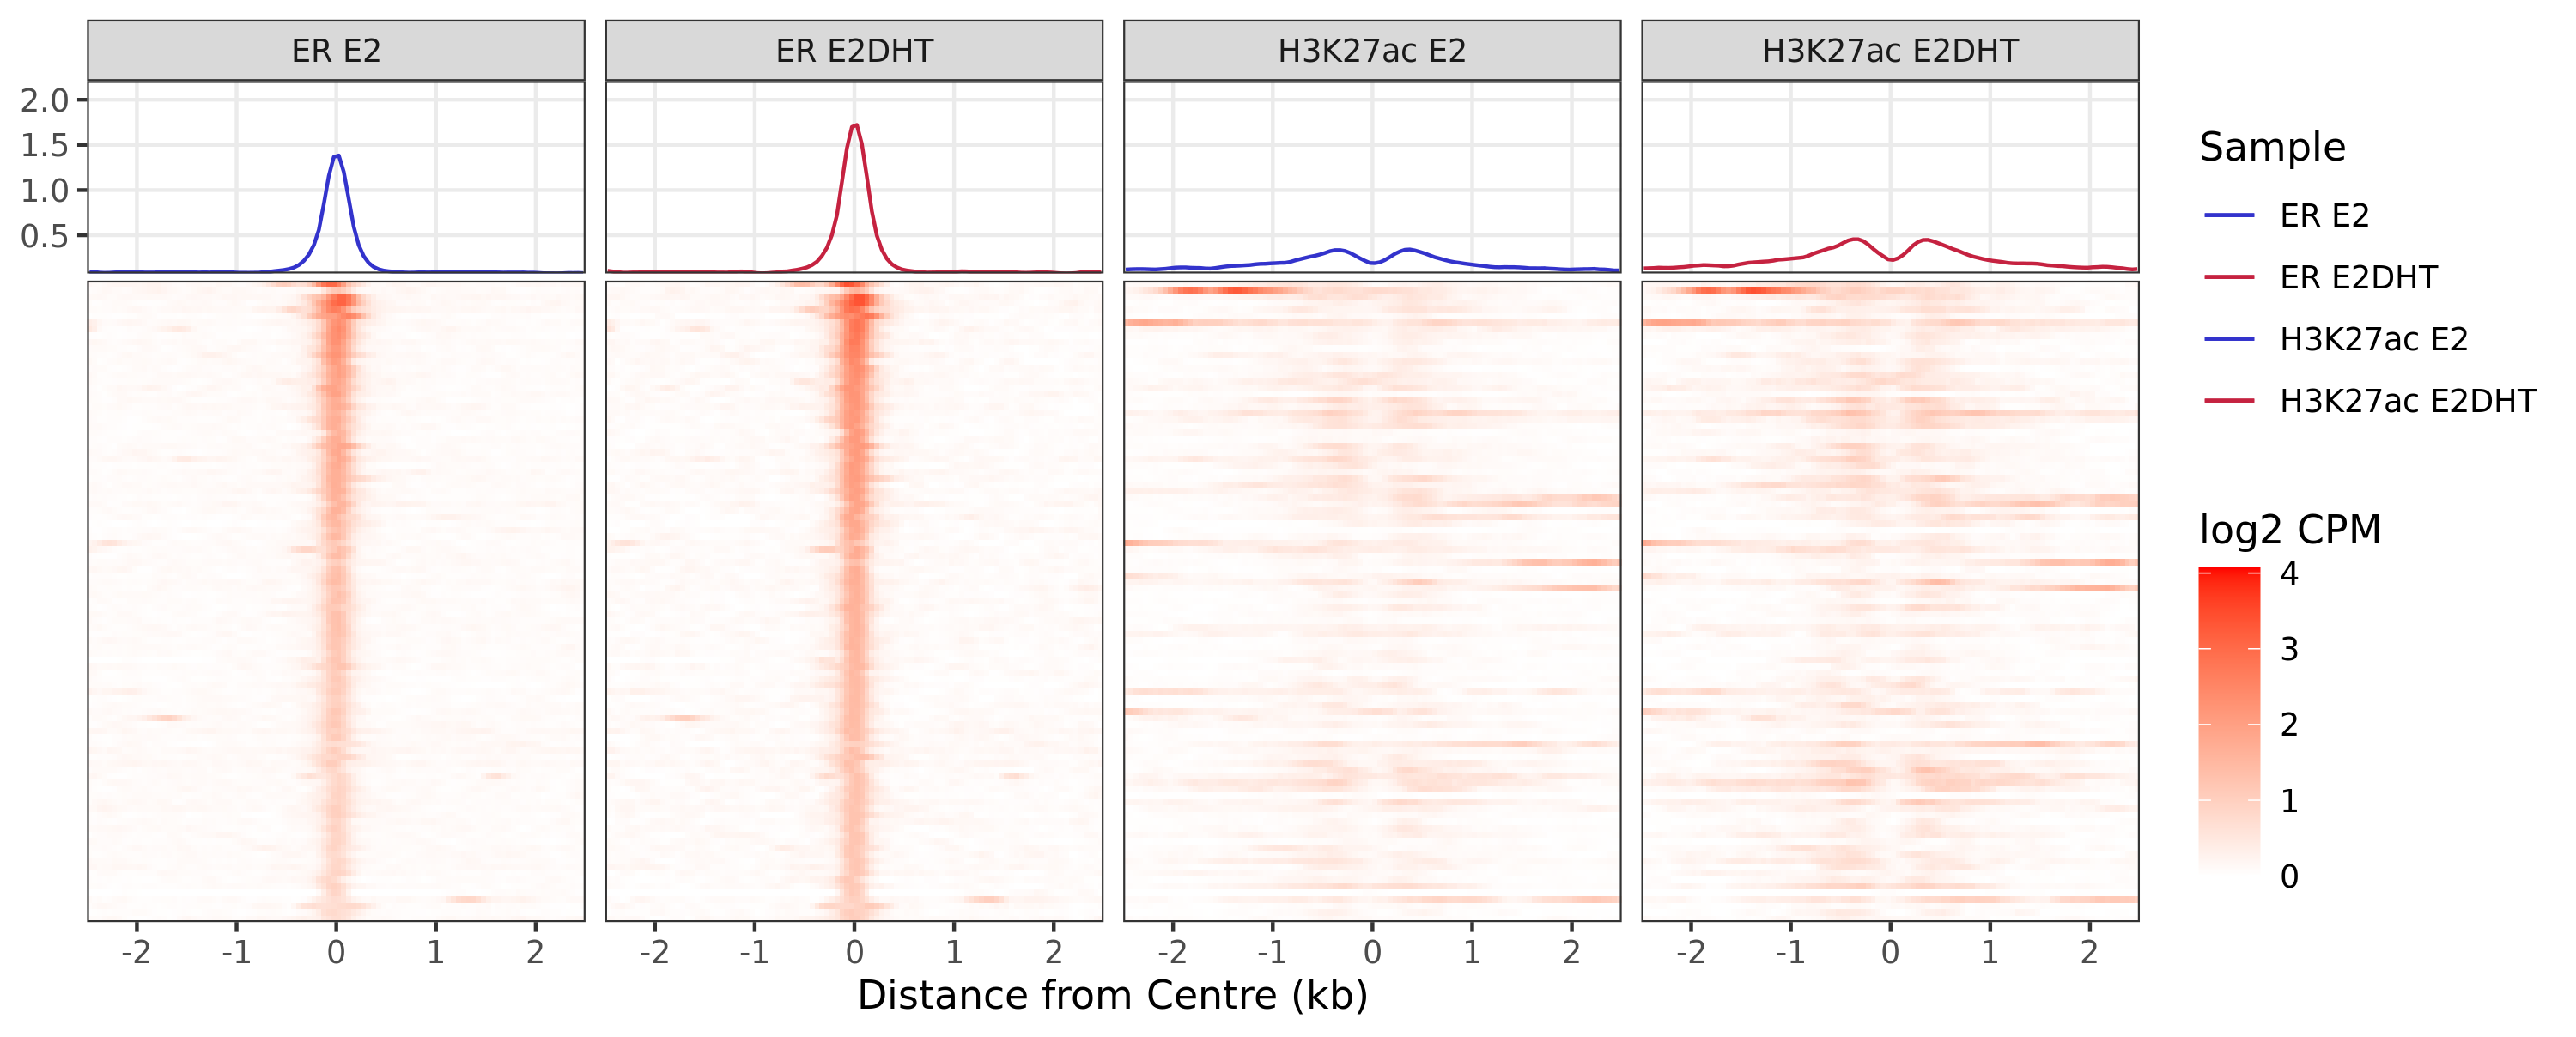 ER E2
ER E2DHT
H3K27ac E2
H3K27ac E2DHT
2.0
1.5
1.0
0.5
-2 -1 0 1 2
-2 -1 0 1 2
-2 -1 0 1 2
-2 -1 0 1 2
Distance from Centre (kb)
Sample
ER E2
ER E2DHT
H3K27ac E2
H3K27ac E2DHT
log2 CPM
4
3
2
1
0